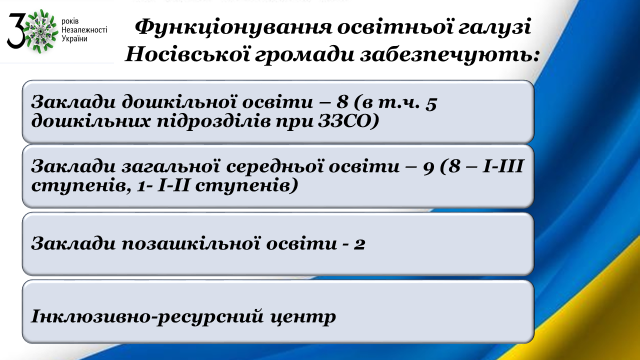 30
років
Незалежності
України
Функціонування освітньої галузі
Носівської громади забезпечують:
Заклади дошкільної освіти – 8 (в т.ч. 5
дошкільних підрозділів при ЗЗСО)
Заклади загальної середньої освіти – 9 (8 – І-ІІІ
ступенів, 1- І-ІІ ступенів)
Заклади позашкільної освіти - 2
Інклюзивно-ресурсний центр